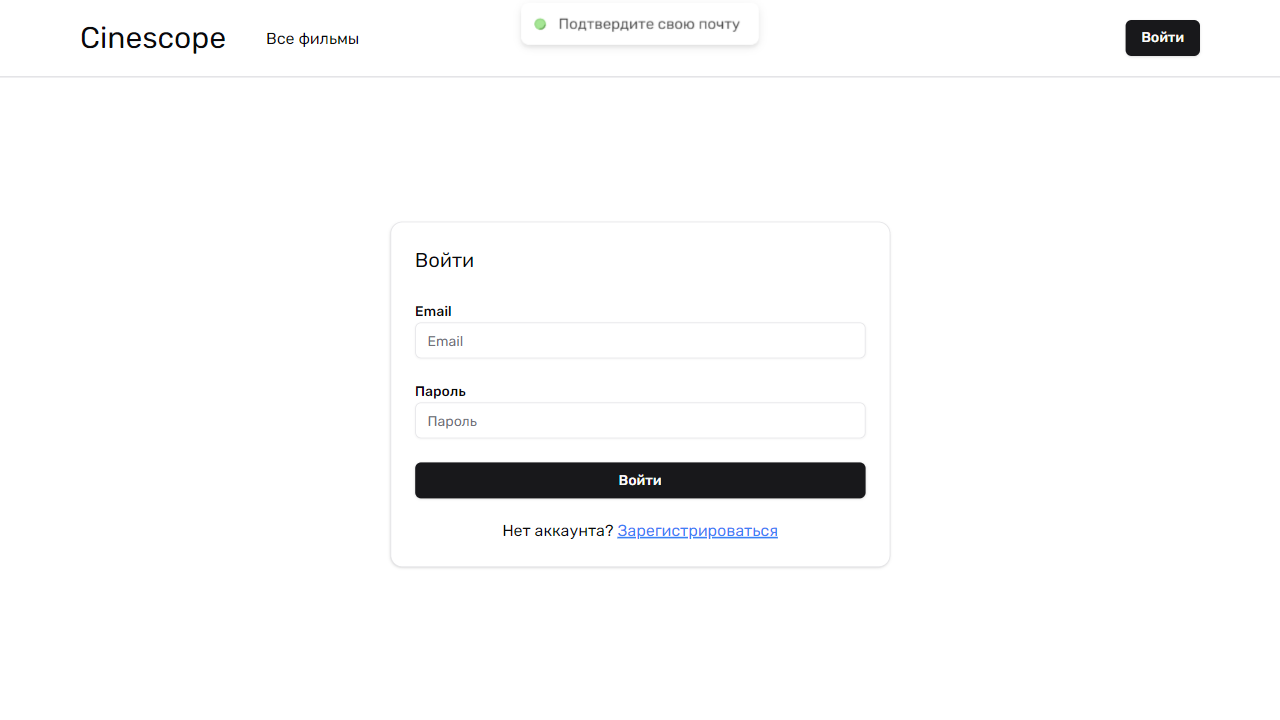 Cinescope
Все фильмы
Подтвердите свою почту
Войти
Войти
Email
Email
Пароль
Пароль
Войти
Нет аккаунта? Зарегистрироваться